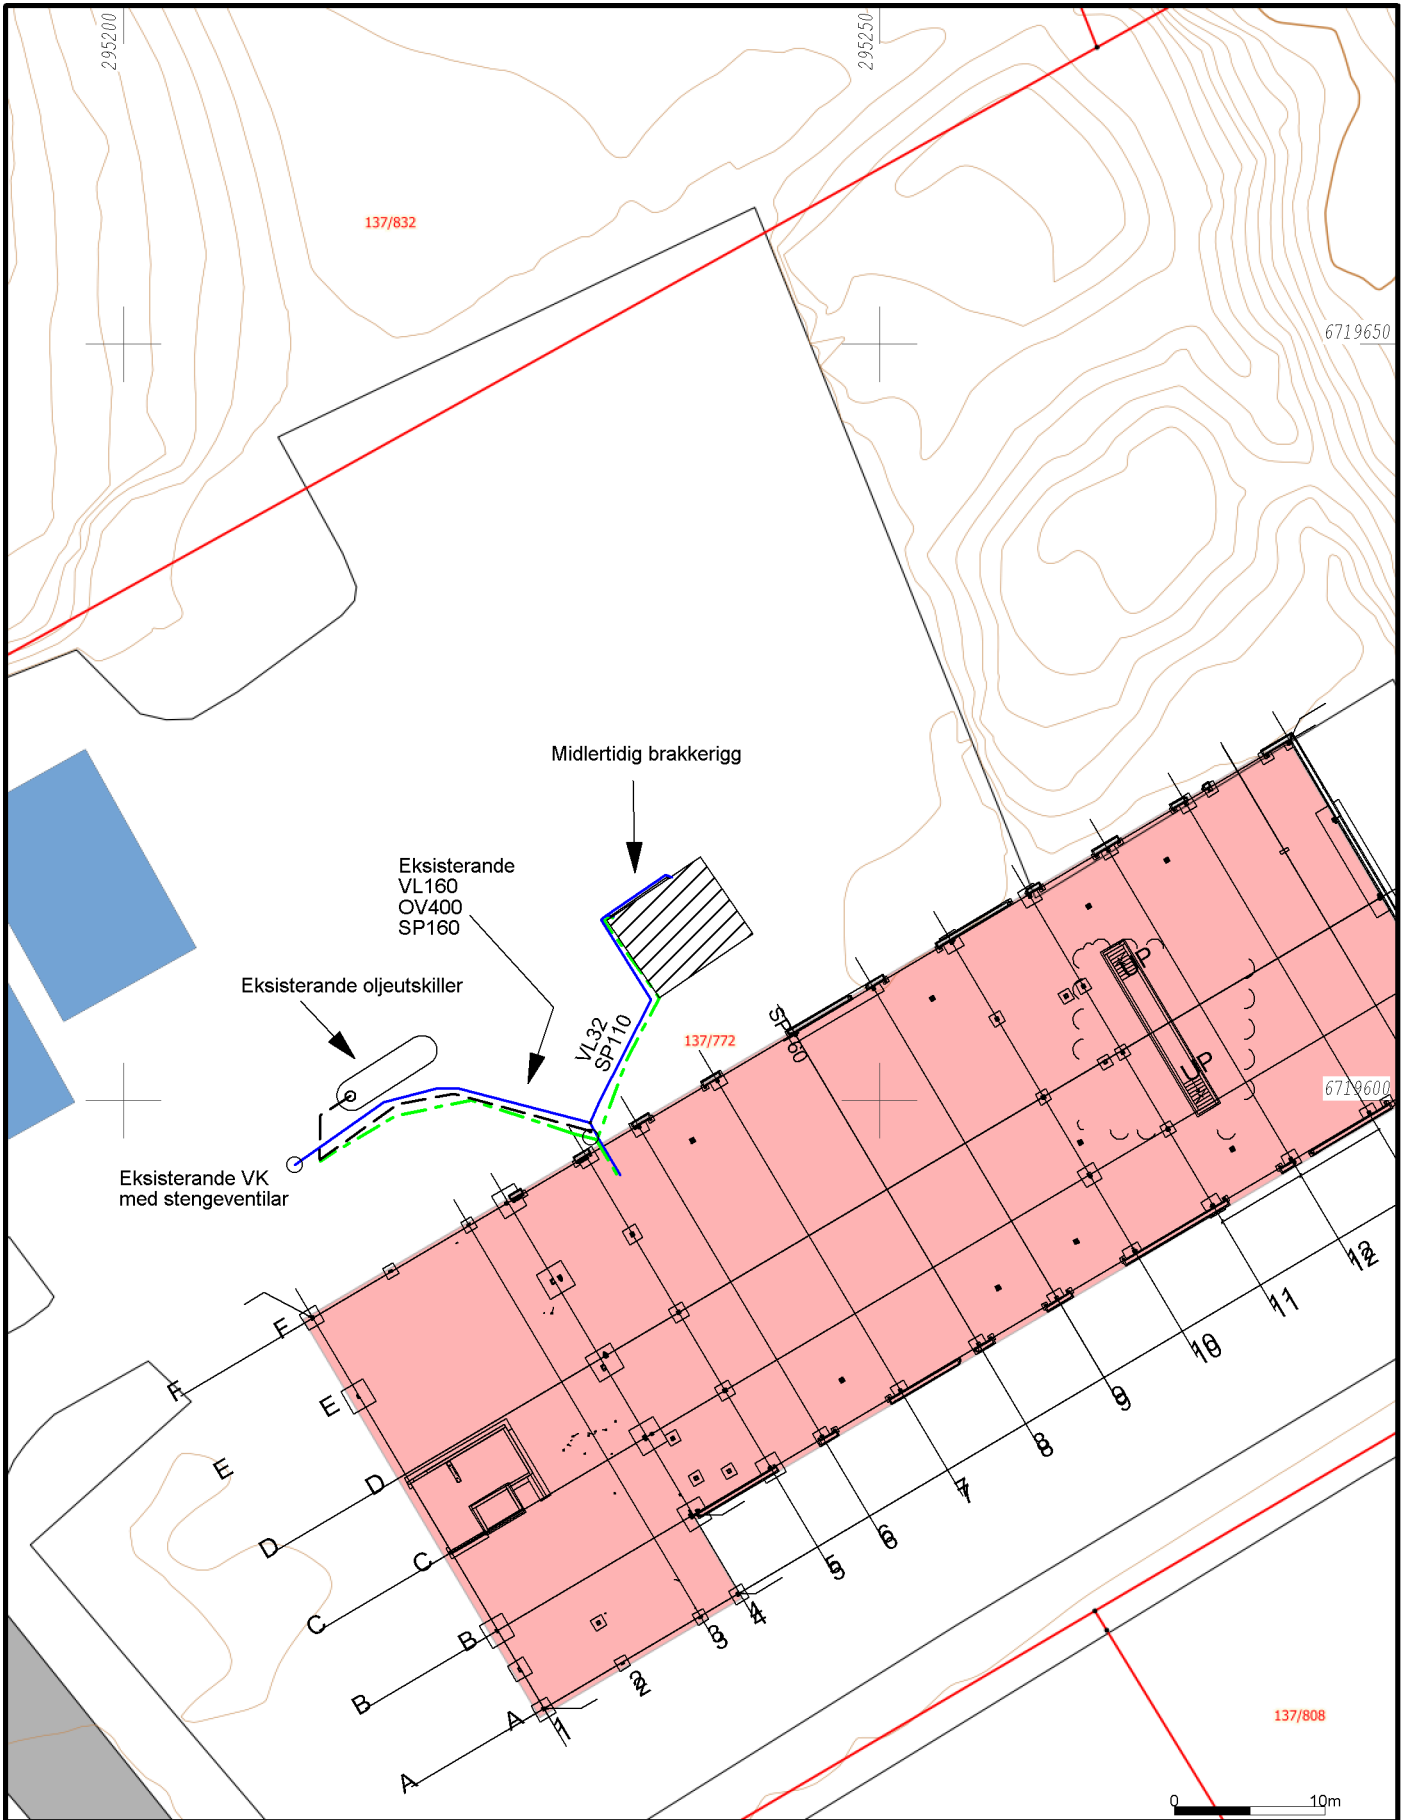 295200
295250
137/832
6719650
Midlertidig brakkerigg
Eksisterande
VL160
OV400
SP160
Eksisterande oljeutskiller
VL32
SP110
137/772
UP
UP
6719600
Eksisterande VK
med stengeventilar
F
F
E
E
D
D
C
C
B
B
A
A
1
2
3
4
5
6
7
8
9
10
11
12
137/808
0
10m